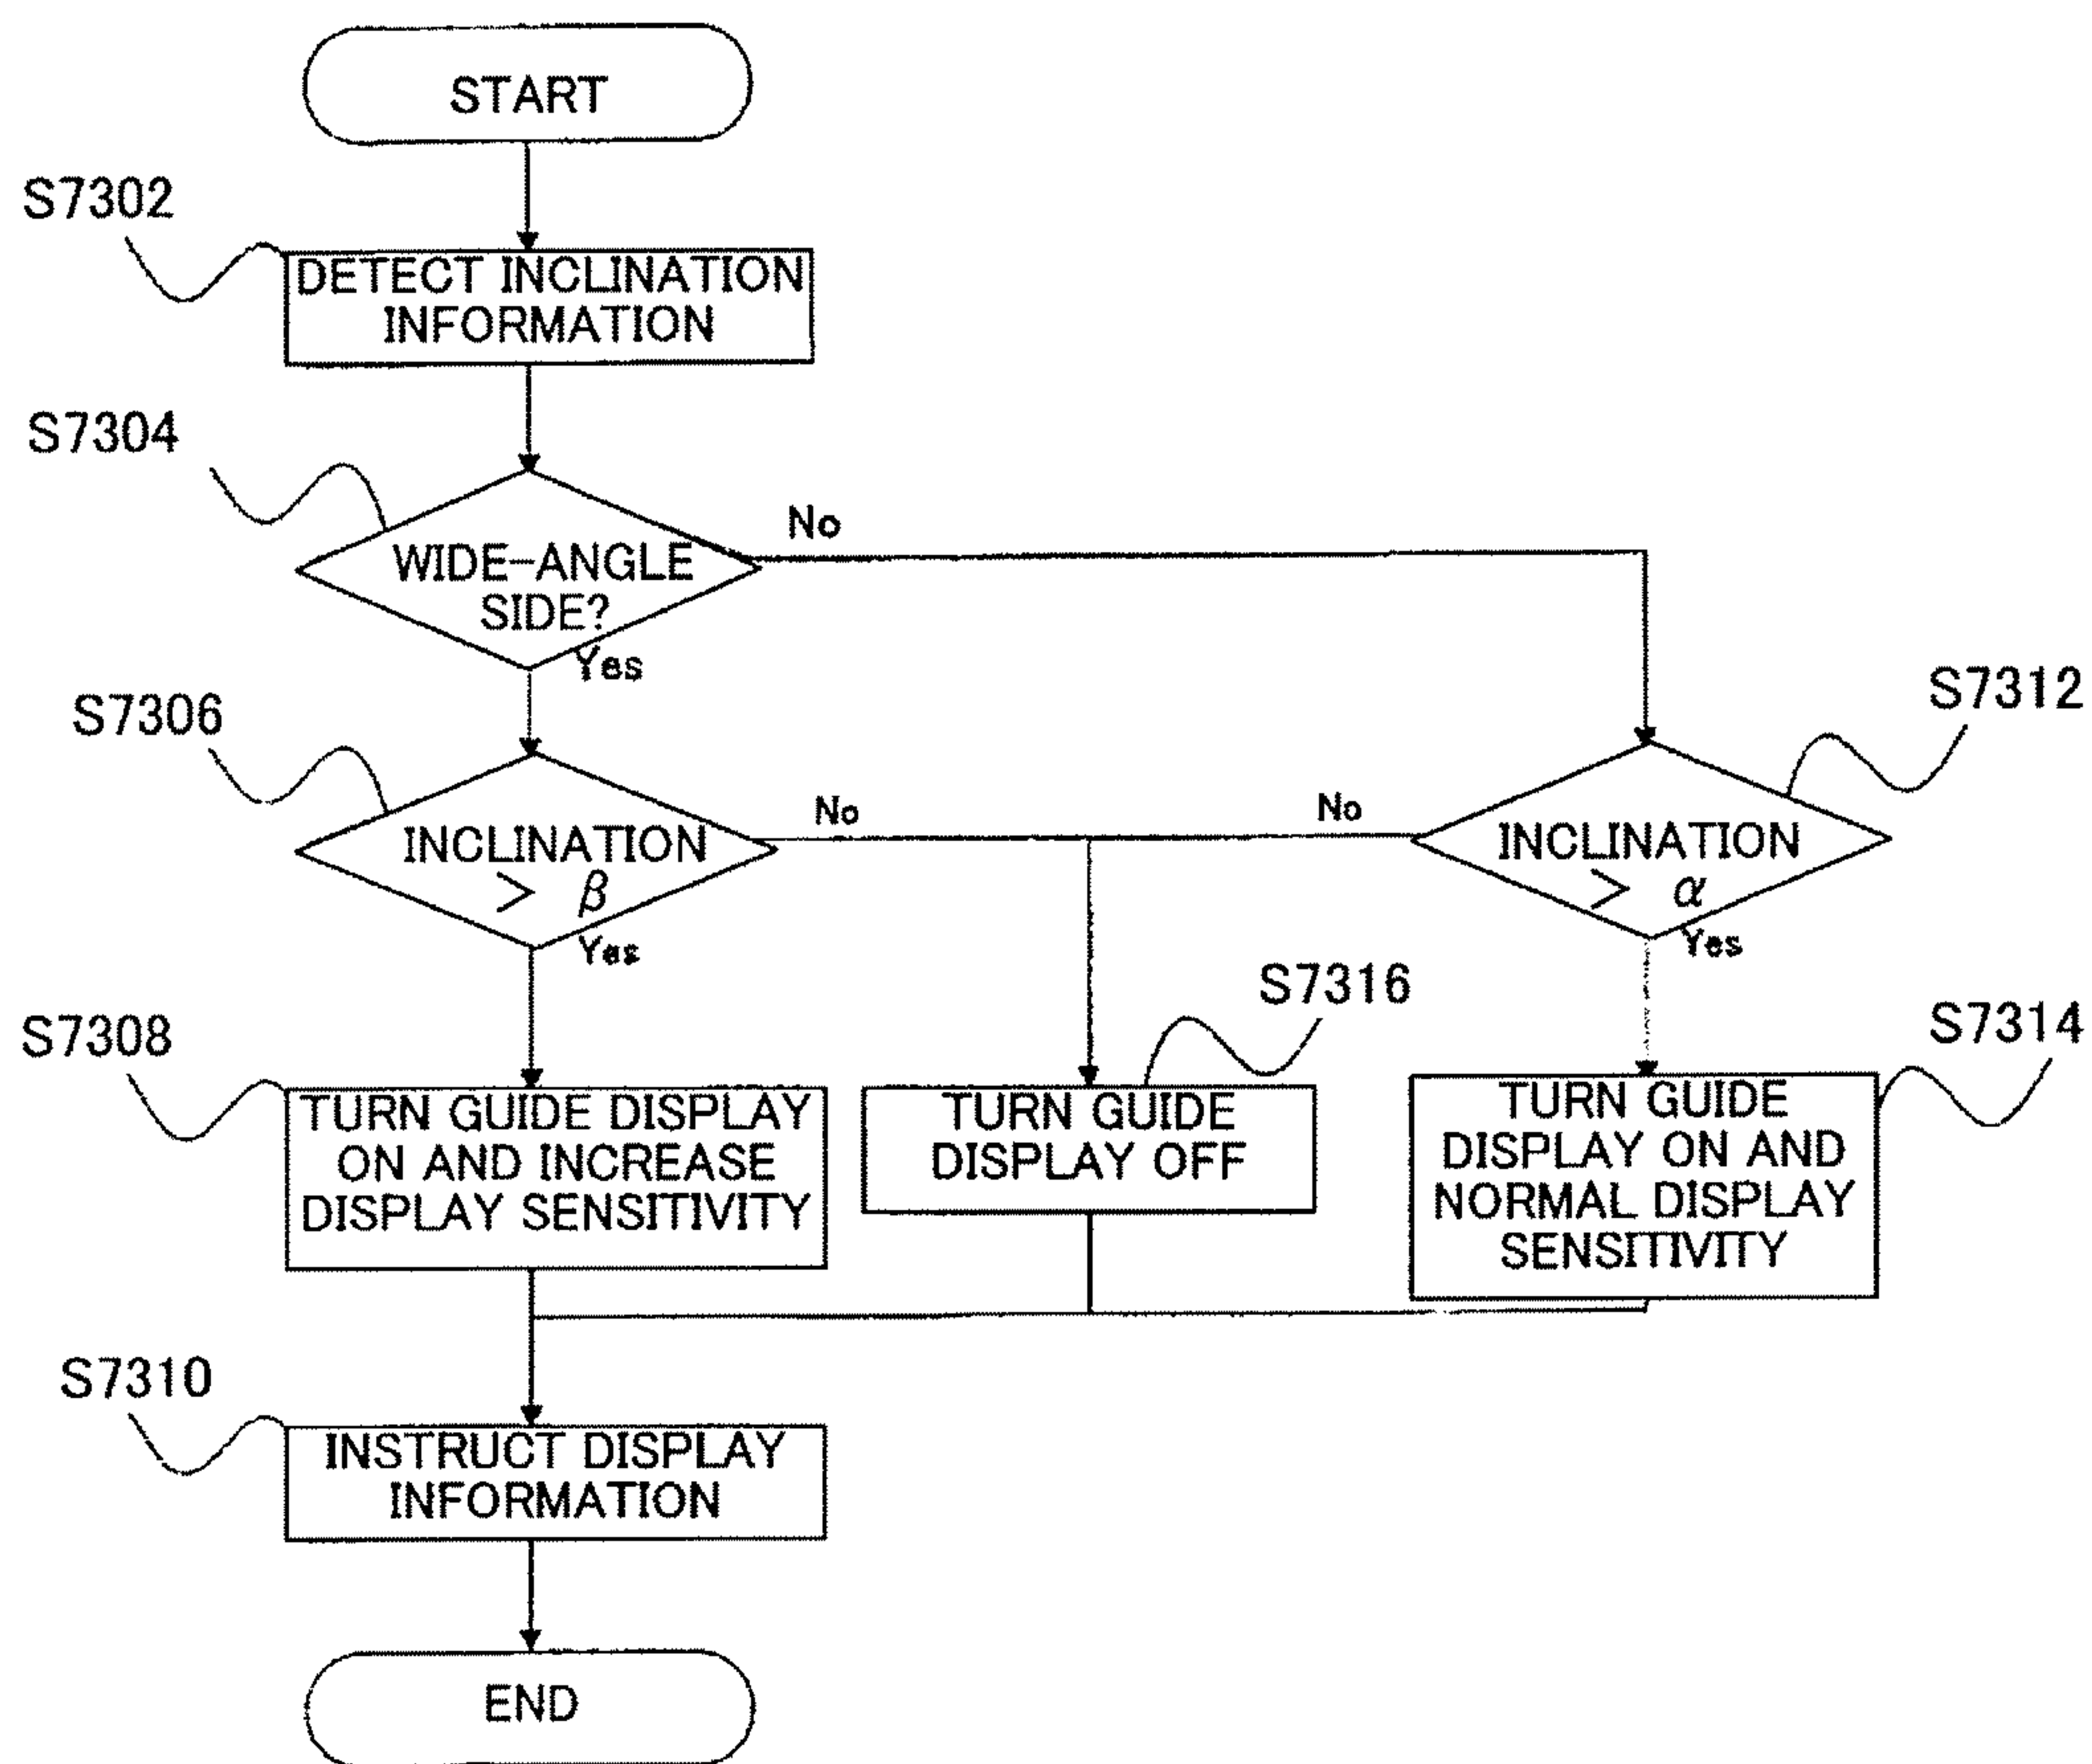 START
S7302
DETECT INCLINATION
INFORMATION
S7304
No
WIDE-ANGLE
SIDE?
Yes
S7306
S7312
No
No
INCLINATION
> β
Yes
INCLINATION
> α
Yes
S7308
S7316
S7314
TURN GUIDE DISPLAY
ON AND INCREASE
DISPLAY SENSITIVITY
TURN GUIDE
DISPLAY OFF
TURN GUIDE
DISPLAY ON AND
NORMAL DISPLAY
SENSITIVITY
S7310
INSTRUCT DISPLAY
INFORMATION
END